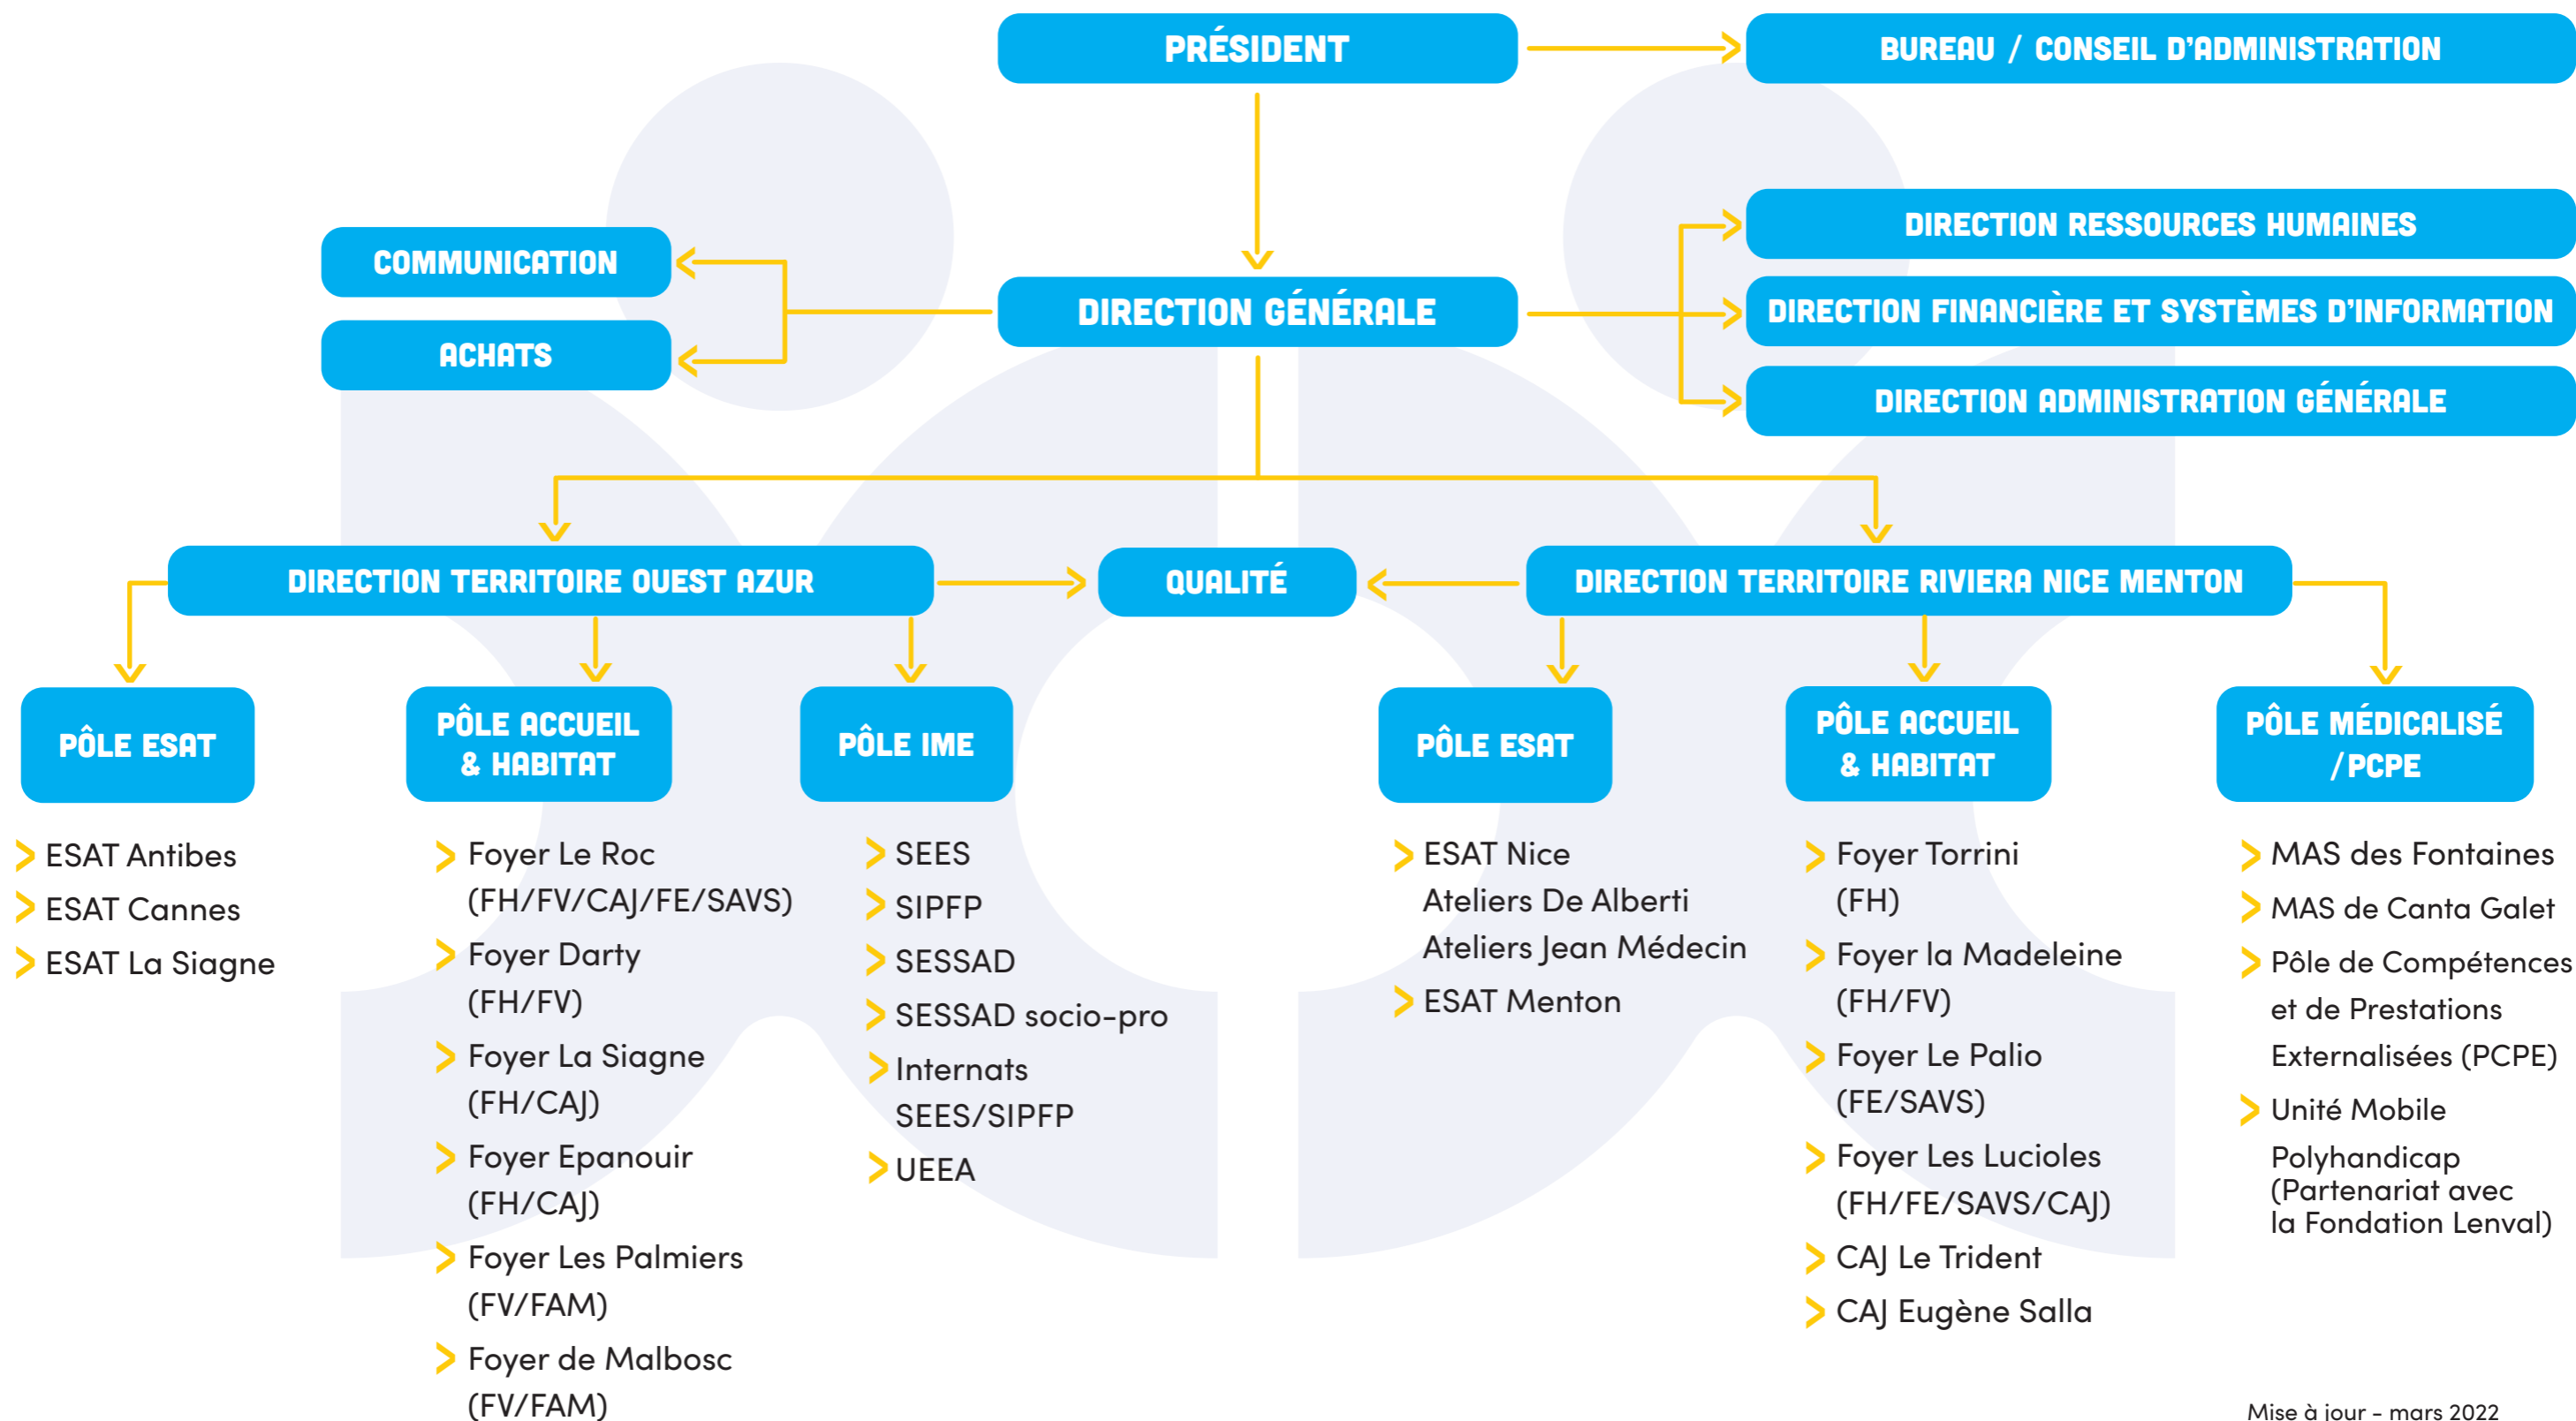 PRÉSIDENT
BUREAU / CONSEIL D'ADMINISTRATION
COMMUNICATION
ACHATS
DIRECTION GÉNÉRALE
DIRECTION RESSOURCES HUMAINES
DIRECTION FINANCIÈRE ET SYSTÈMES D'INFORMATION
DIRECTION ADMINISTRATION GÉNÉRALE
DIRECTION TERRITOIRE OUEST AZUR
QUALITÉ
DIRECTION TERRITOIRE RIVIERA NICE MENTON
PÔLE ESAT
ESAT Antibes
ESAT Cannes
ESAT La Siagne
PÔLE ACCUEIL
& HABITAT
Foyer Le Roc
(FH/FV/CAJ/FE/SAVS)
Foyer Darty
(FH/FV)
Foyer La Siagne
(FH/CAJ)
Foyer Epanouir
(FH/CAJ)
Foyer Les Palmiers
(FV/FAM)
Foyer de Malbosc
(FV/FAM)
PÔLE IME
SEES
SIPFP
SESSAD
SESSAD socio-pro
Internats
SEES/SIPFP
UEEA
PÔLE ESAT
ESAT Nice
Ateliers De Alberti
Ateliers Jean Médecin
ESAT Menton
PÔLE ACCUEIL
& HABITAT
Foyer Torrini
(FH)
Foyer la Madeleine
(FH/FV)
Foyer Le Palio
(FE/SAVS)
Foyer Les Lucioles
(FH/FE/SAVS/CAJ)
CAJ Le Trident
CAJ Eugène Salla
PÔLE MÉDICALISÉ
/PCPE
MAS des Fontaines
MAS de Canta Galet
Pôle de Compétences
et de Prestations
Externalisées (PCPE)
Unité Mobile
Polyhandicap
(Partenariat avec
la Fondation Lenval)
Mise à jour - mars 2022